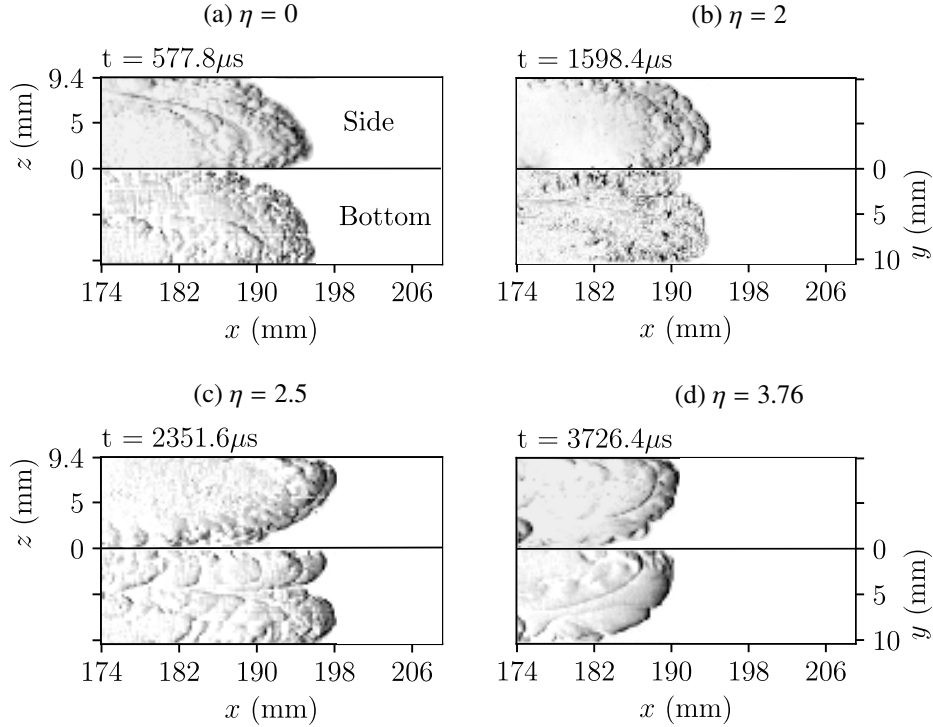 (a) η = 0
(b) η = 2
t = 577.8μs
t = 1598.4μs
9.4
5
0
z (mm)
Side
Bottom
0
5
10
y (mm)
174 182 190 198 206
174 182 190 198 206
x (mm)
x (mm)
(c) η = 2.5
(d) η = 3.76
t = 2351.6μs
t = 3726.4μs
9.4
5
0
z (mm)
0
5
10
y (mm)
174 182 190 198 206
174 182 190 198 206
x (mm)
x (mm)